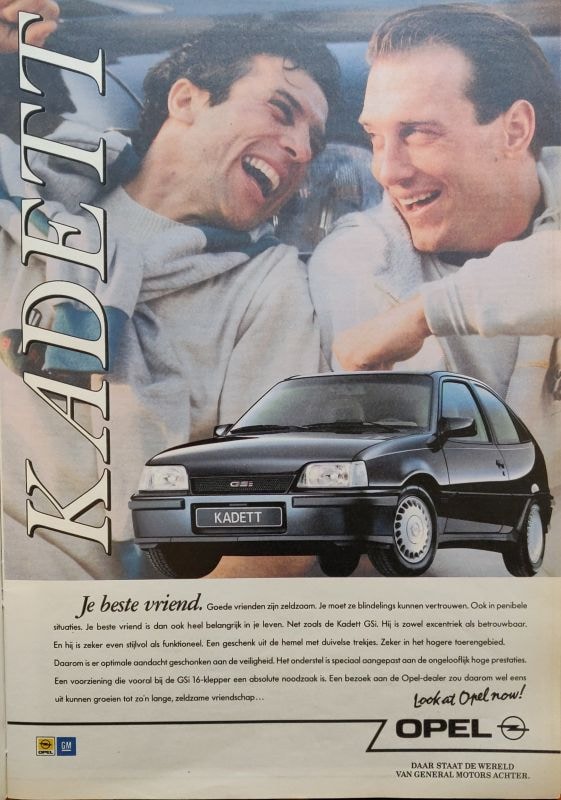 KADETT
GSi
KADETT
Je beste vriend. Goede vrienden zijn zeldzaam. Je moet ze blindelings kunnen vertrouwen. Ook in penibele
situaties. Je beste vriend is dan ook heel belangrijk in je leven. Net zoals de Kadett GSi. Hij is zowel excentriek als betrouwbaar.
En hij is zeker even stijlvol als funktioneel. Een geschenk uit de hemel met duivelse trekjes. Zeker in het hogere toerengebied.
Daarom is er optimale aandacht geschonken aan de veiligheid. Het onderstel is speciaal aangepast aan de ongelooflijk hoge prestaties.
Een voorziening die vooral bij de GSi 16-klepper een absolute noodzaak is. Een bezoek aan de Opel-dealer zou daarom wel eens
uit kunnen groeien tot zo'n lange, zeldzame vriendschap...
Look at Opel now!
OPEL
OPEL GM
DAAR STAAT DE WERELD
VAN GENERAL MOTORS ACHTER.